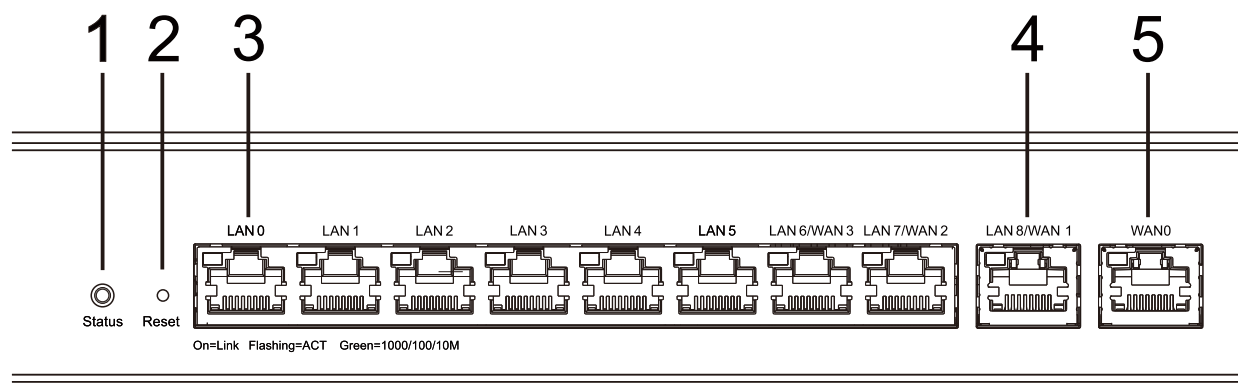 1 2 3 4 5
LAN 0 LAN 1 LAN 2 LAN 3 LAN 4 LAN 5 LAN 6/WAN 3 LAN 7/WAN 2 LAN 8/WAN 1 WAN0
Status Reset
On=Link Flashing=ACT Green=1000/100/10M